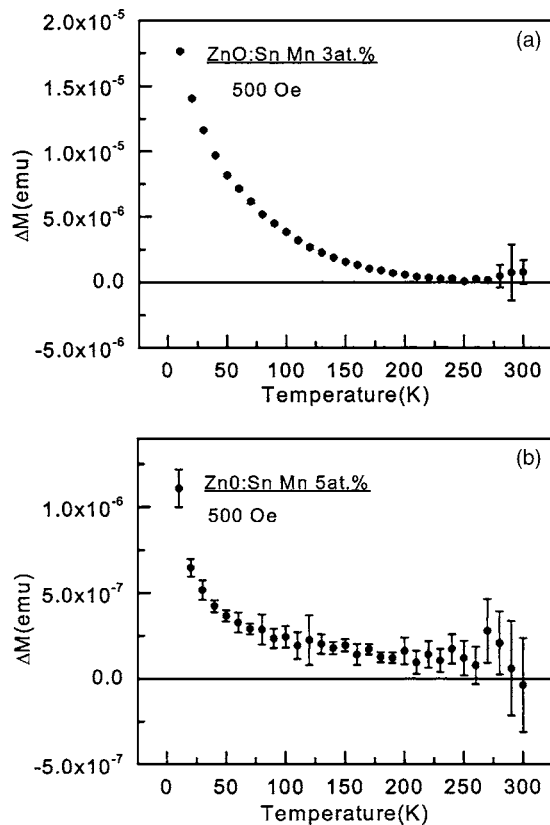 (a)
ZnO:Sn Mn 3at.%
500 Oe
2.0x10⁻⁵
1.5x10⁻⁵
1.0x10⁻⁵
5.0x10⁻⁶
0.0
-5.0x10⁻⁶
ΔM(emu)
0 50 100 150 200 250 300
Temperature(K)
(b)
Zn0:Sn Mn 5at.%
500 Oe
1.0x10⁻⁶
5.0x10⁻⁷
0.0
-5.0x10⁻⁷
ΔM(emu)
0 50 100 150 200 250 300
Temperature(K)